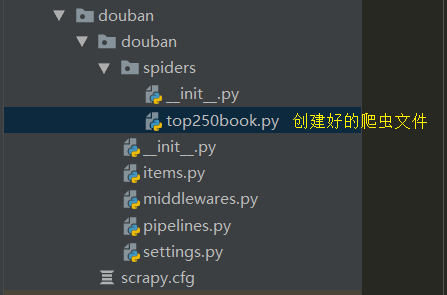 douban
douban
spiders
__init__.py
top250book.py 创建好的爬虫文件
__init__.py
items.py
middlewares.py
pipelines.py
settings.py
scrapy.cfg